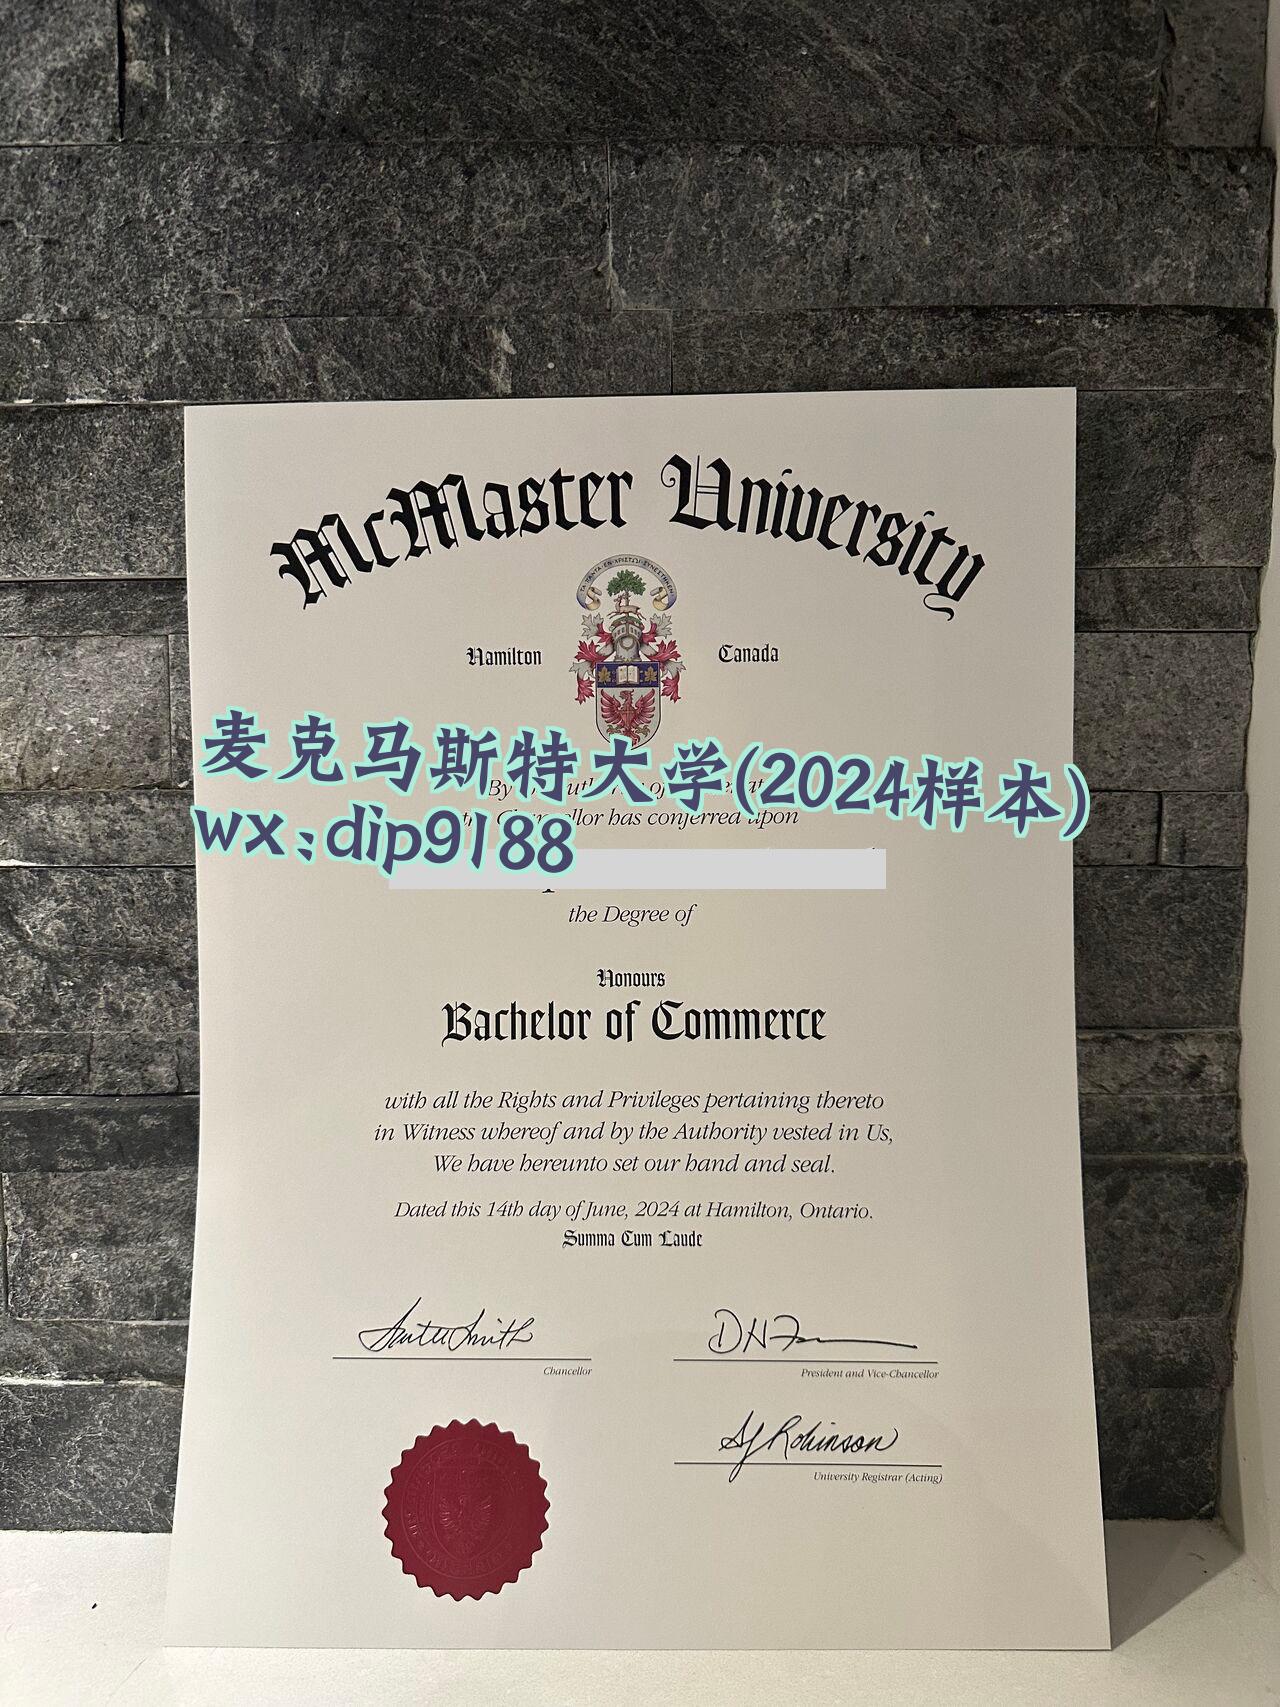 McMaster University
Hamilton Canada
麦克马斯特大学(2024样本)
By of
has conferred upon
wx:dip9188
the Degree of
Honours
Bachelor of Commerce
with all the Rights and Privileges pertaining thereto
in Witness whereof and by the Authority vested in Us,
We have hereunto set our hand and seal.
Dated this 14th day of June, 2024 at Hamilton, Ontario.
Summa Cum Laude
Chancellor
President and Vice-Chancellor
SJ Robinson
University Registrar (Acting)